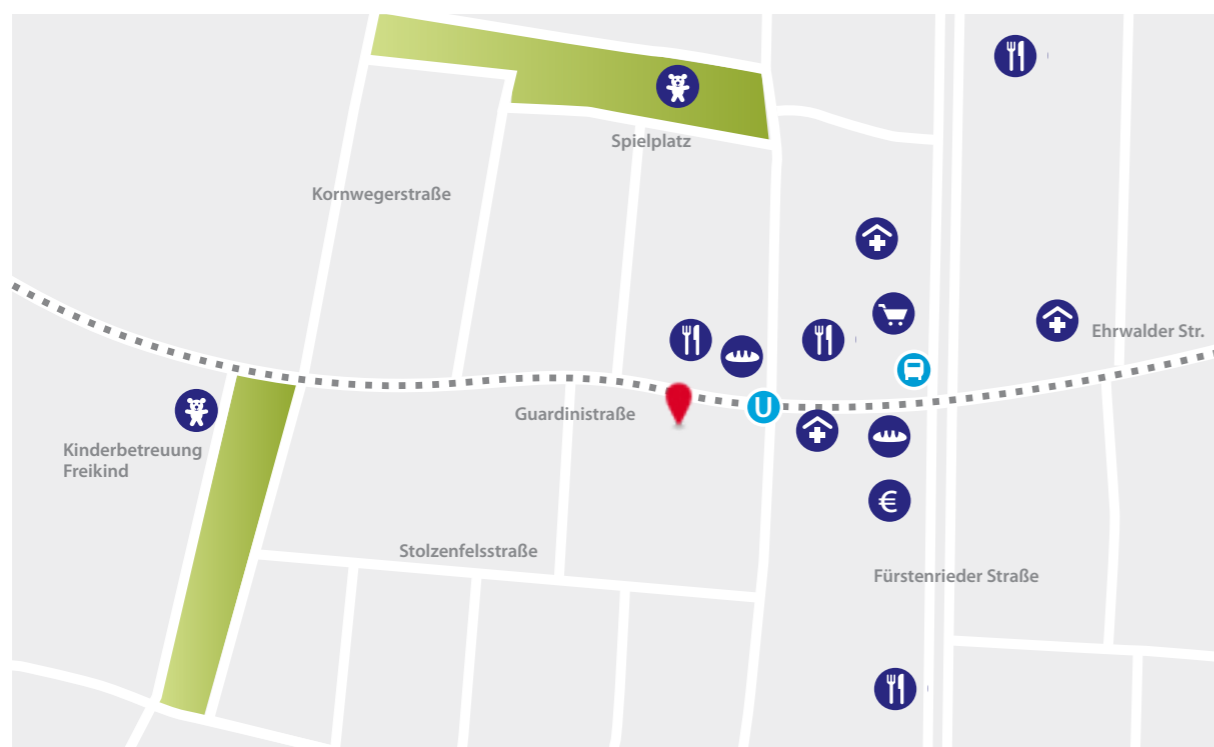 Spielplatz
Kornwegerstraße
Ehrwalder Str.
Guardinistraße
U
Kinderbetreuung
Freikind
€
Stolzenfelsstraße
Fürstenrieder Straße